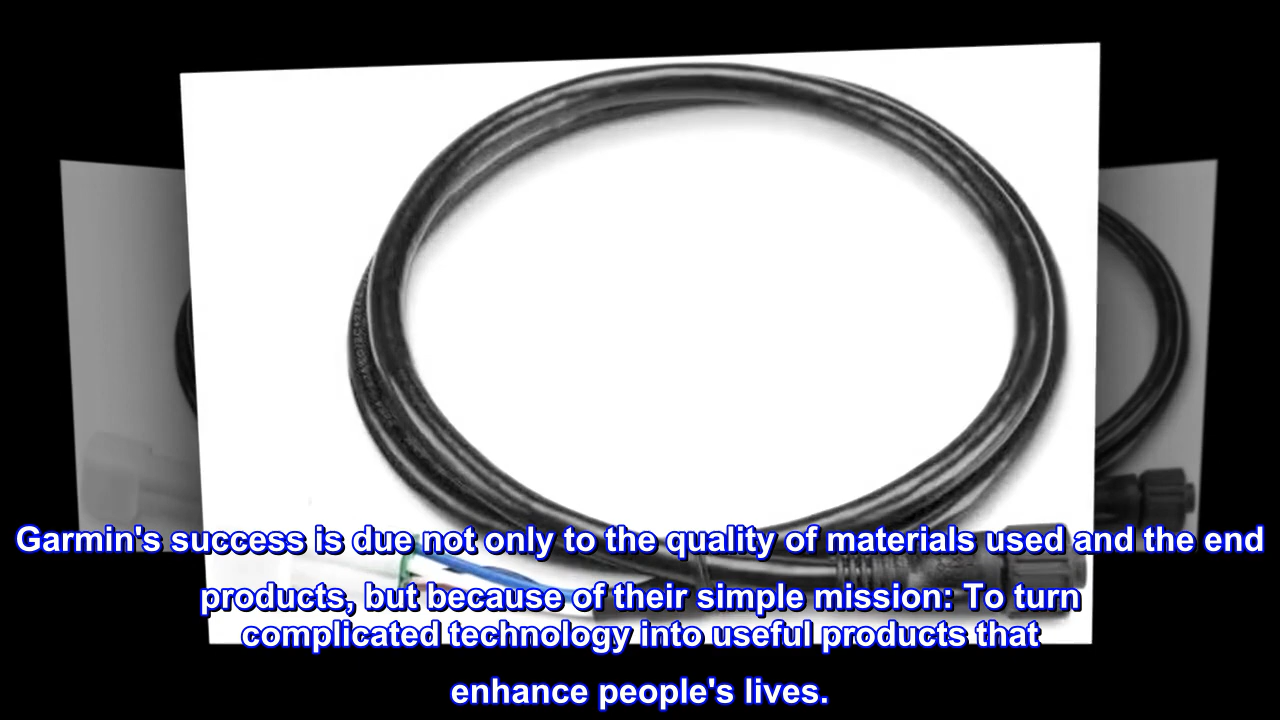 Garmin's success is due not only to the quality of materials used and the end
products, but because of their simple mission: To turn
complicated technology into useful products that
enhance people's lives.